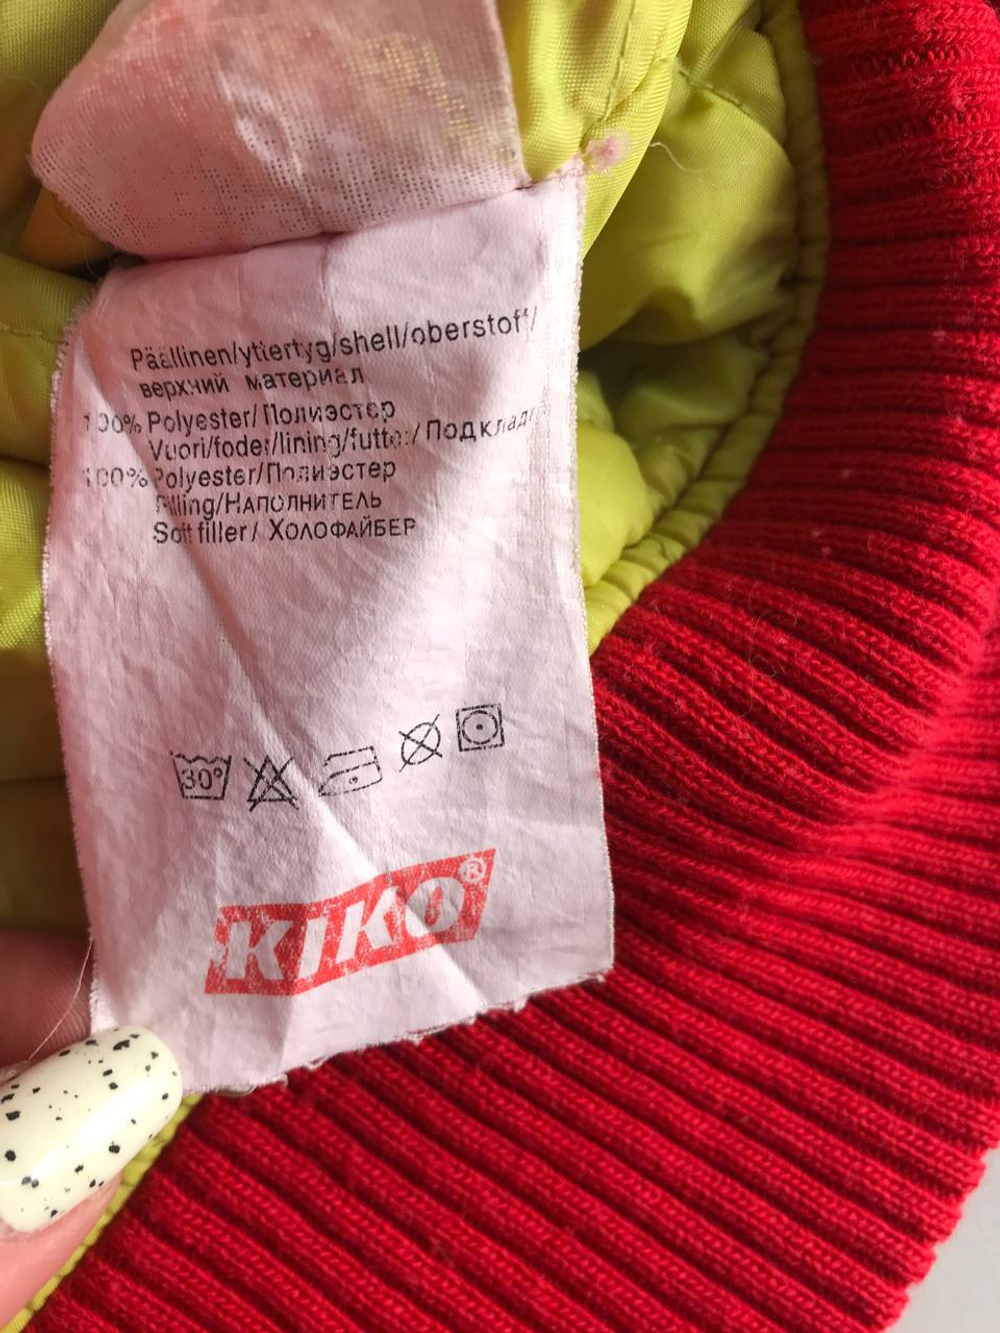 Päällinen/ytiertyg/shell/oberstoff/
верхний материал
100% Polyester/Полиэстер
Vuori/foder/lining/futter/Подклад
100% Polyester/Полиэстер
Filling/Наполнитель
Soft filler/ Холофайбер
30°
KIKO®